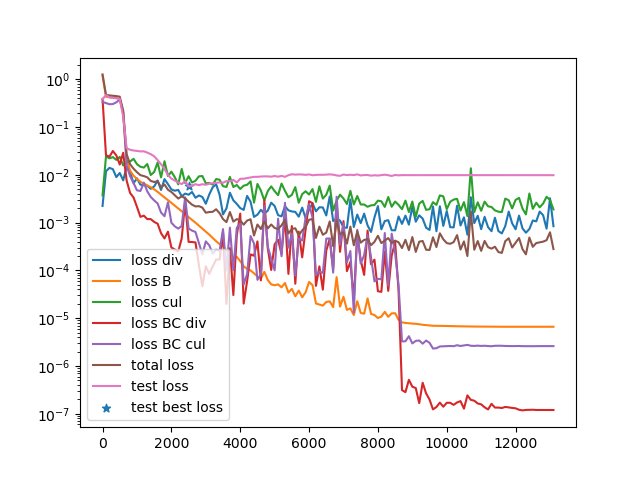 10⁰
10⁻¹
10⁻²
10⁻³
10⁻⁴
10⁻⁵
10⁻⁶
10⁻⁷
loss div
loss B
loss cul
loss BC div
loss BC cul
total loss
test loss
test best loss
0 2000 4000 6000 8000 10000 12000